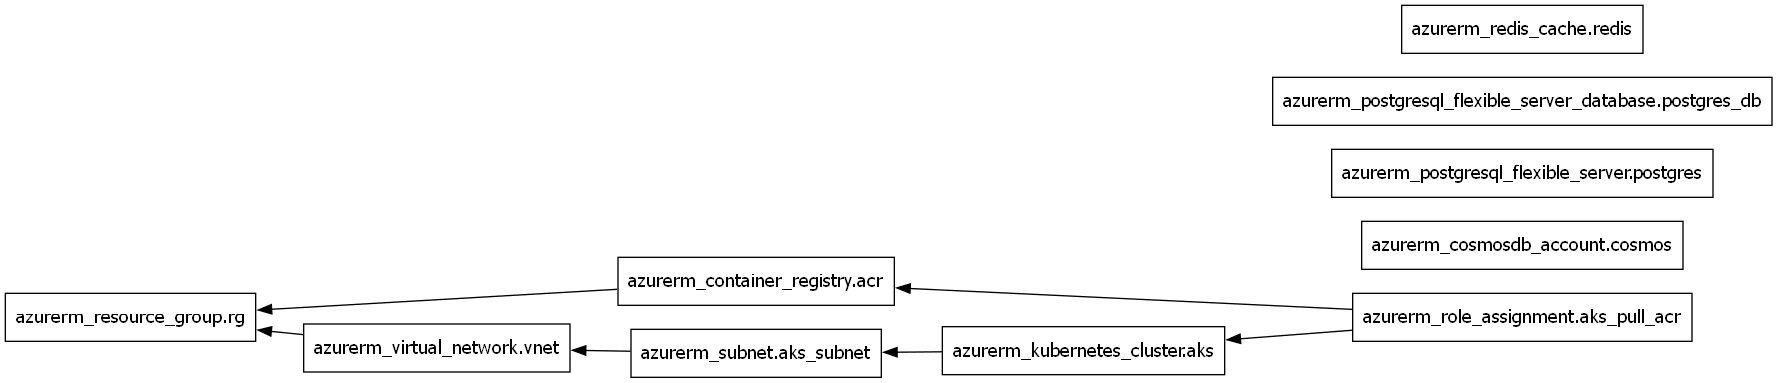 azurerm_redis_cache.redis
azurerm_postgresql_flexible_server_database.postgres_db
azurerm_postgresql_flexible_server.postgres
azurerm_cosmosdb_account.cosmos
azurerm_container_registry.acr
azurerm_resource_group.rg
azurerm_role_assignment.aks_pull_acr
azurerm_virtual_network.vnet
azurerm_subnet.aks_subnet
azurerm_kubernetes_cluster.aks